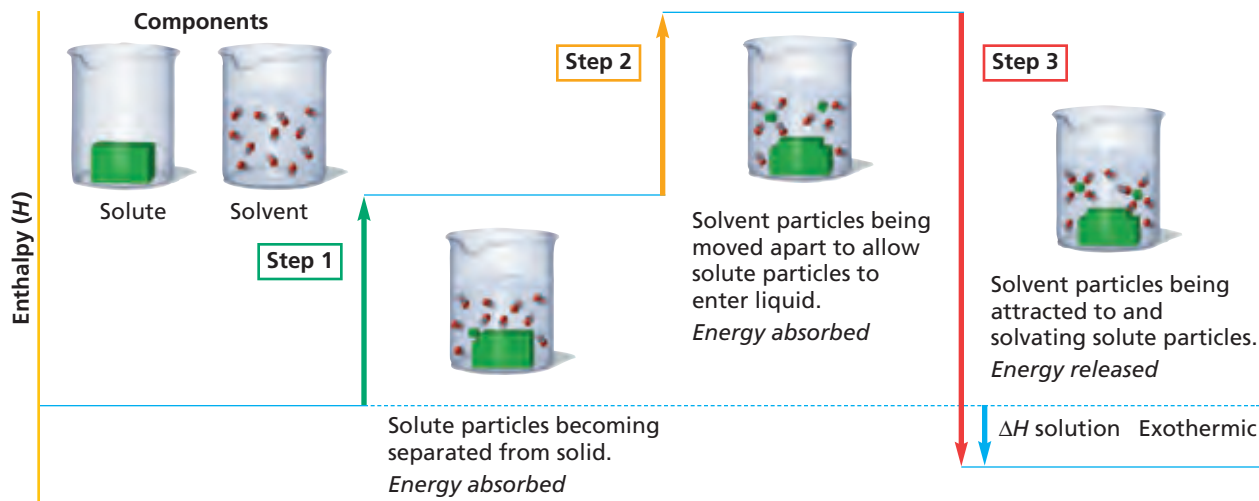 Components
Solute
Solvent
Enthalpy (H)
Step 1
Solute particles becoming
separated from solid.
Energy absorbed
Step 2
Solvent particles being
moved apart to allow
solute particles to
enter liquid.
Energy absorbed
Step 3
Solvent particles being
attracted to and
solvating solute particles.
Energy released
ΔH solution Exothermic